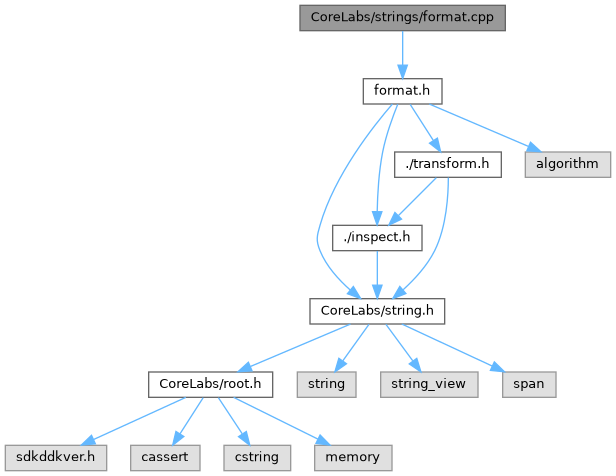 CoreLabs/strings/format.cpp
format.h
./transform.h
algorithm
./inspect.h
CoreLabs/string.h
CoreLabs/root.h
string
string_view
span
sdkddkver.h
cassert
cstring
memory